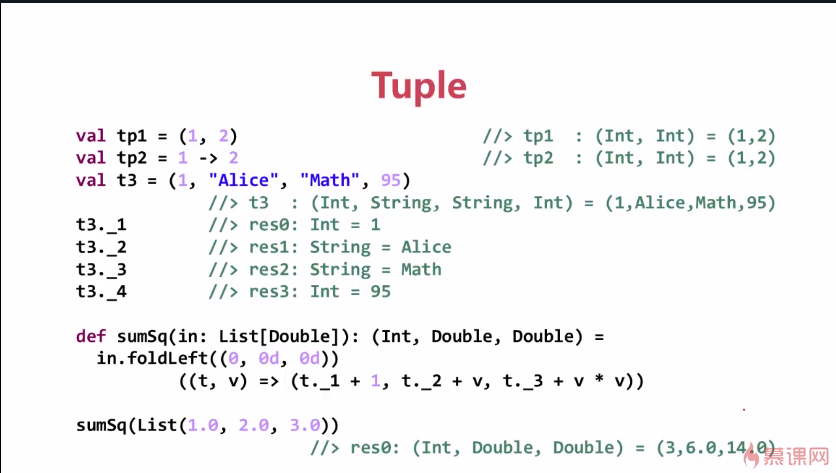 Tuple
val tp1 = (1, 2) //> tp1 : (Int, Int) = (1,2)
val tp2 = 1 -> 2 //> tp2 : (Int, Int) = (1,2)
val t3 = (1, "Alice", "Math", 95)
//> t3 : (Int, String, String, Int) = (1,Alice,Math,95)
t3._1 //> res0: Int = 1
t3._2 //> res1: String = Alice
t3._3 //> res2: String = Math
t3._4 //> res3: Int = 95
def sumSq(in: List[Double]): (Int, Double, Double) =
in.foldLeft((0, 0d, 0d))
((t, v) => (t._1 + 1, t._2 + v, t._3 + v * v))
sumSq(List(1.0, 2.0, 3.0))
//> res0: (Int, Double, Double) = (3,6.0,14.0)
慕课网